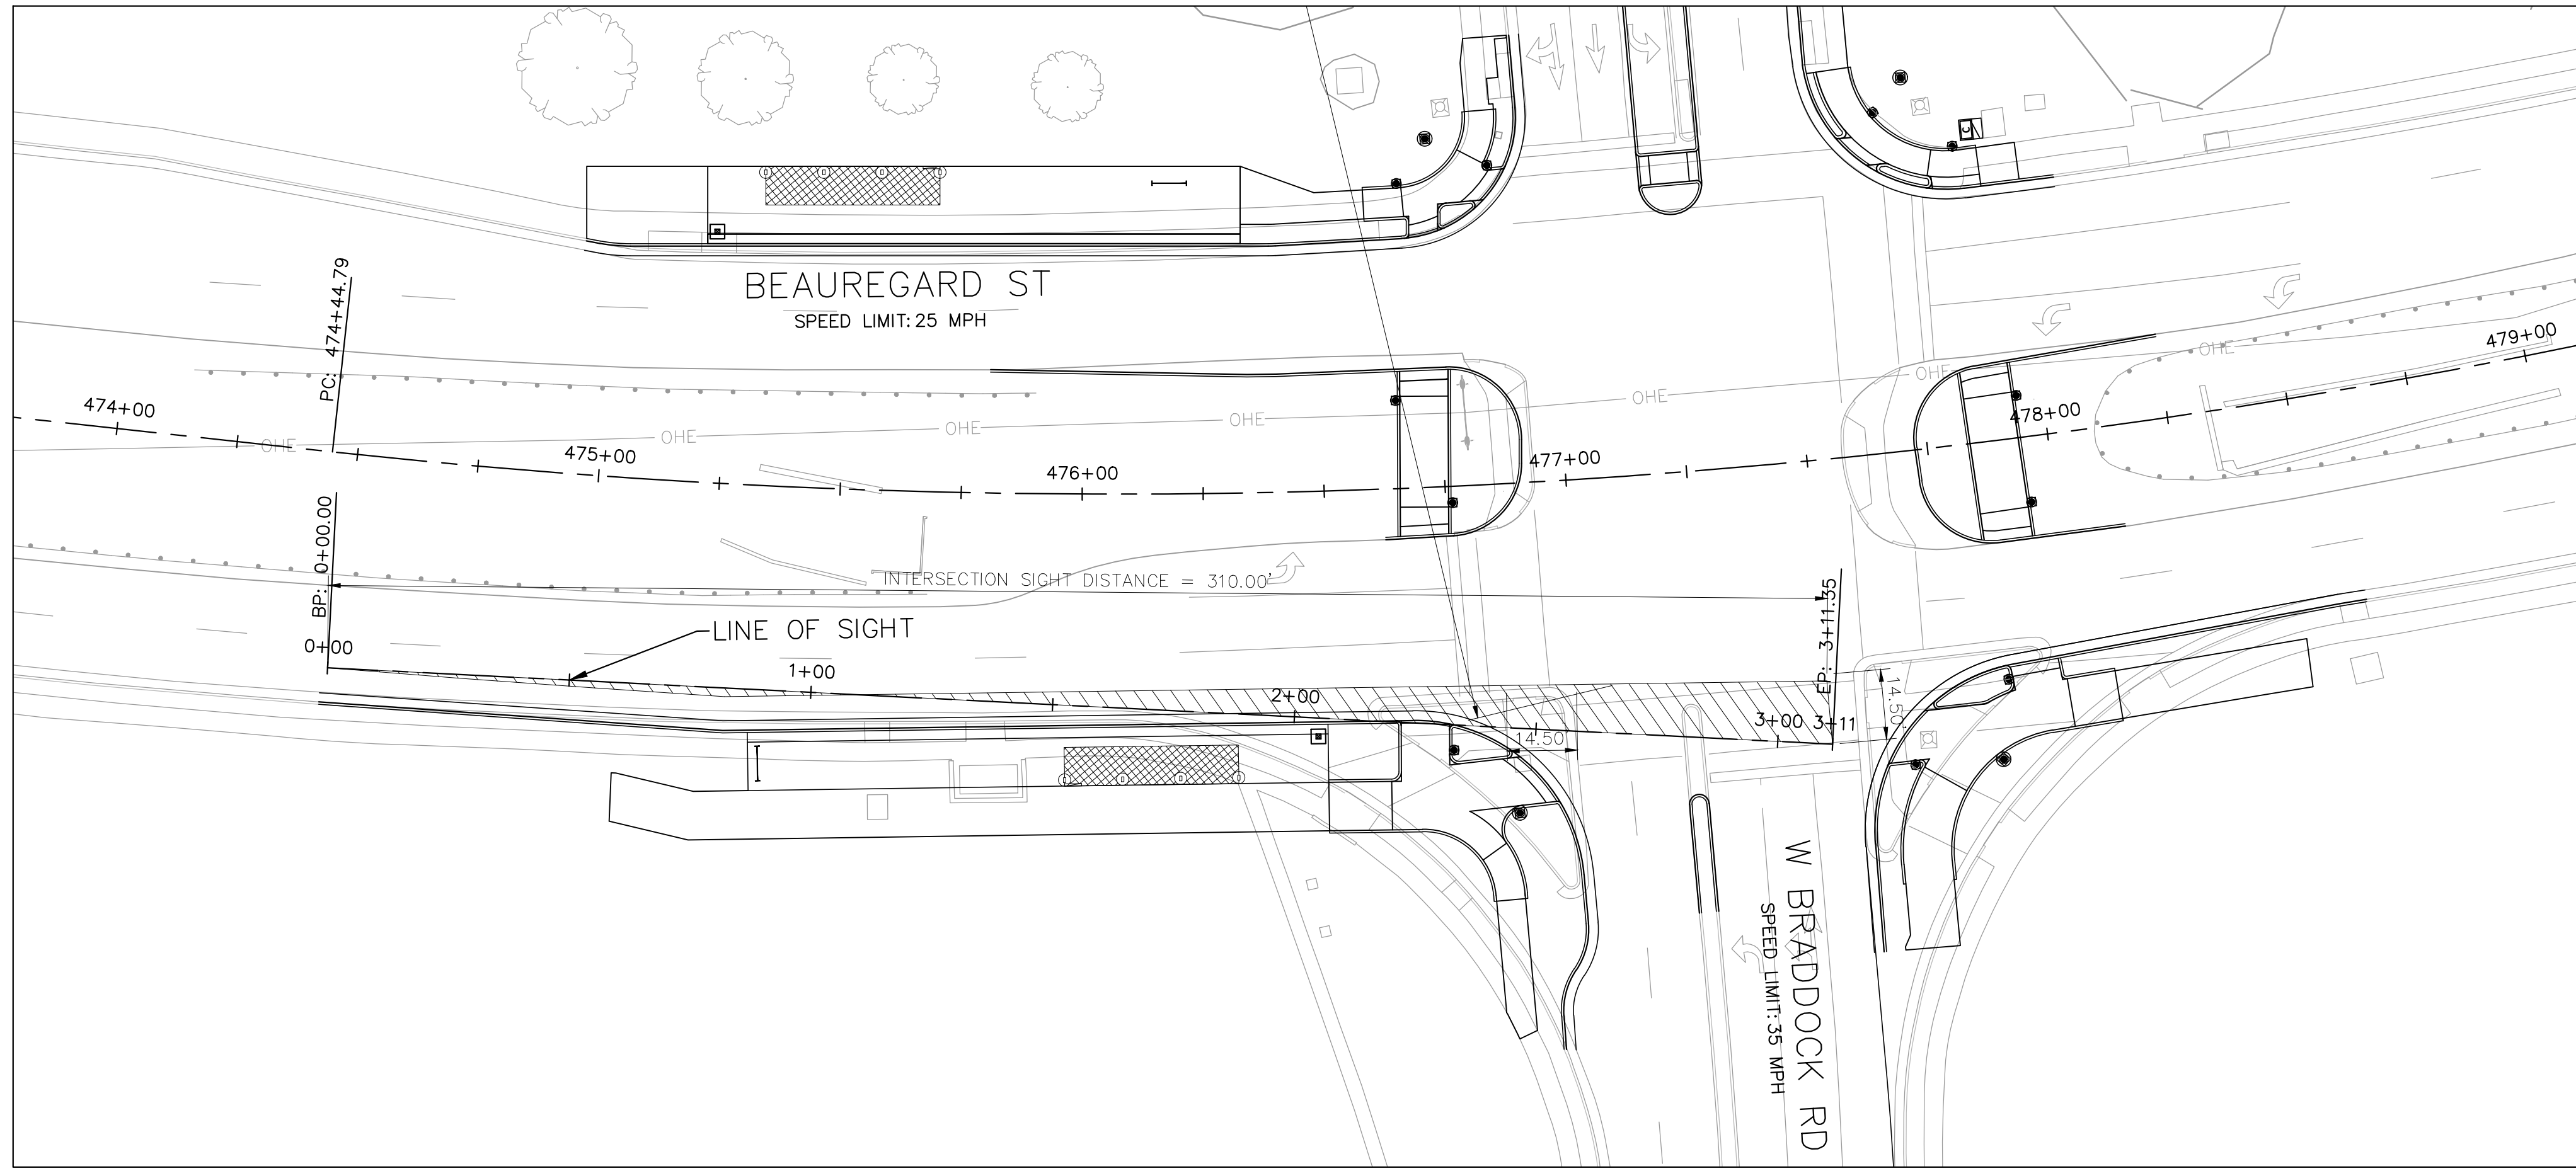 BEAUREGARD ST
SPEED LIMIT: 25 MPH
PC: 474+44.79
474+00
475+00
476+00
477+00
478+00
479+00
OHE
OHE
OHE
OHE
OHE
OHE
OHE
BP: 0+00.00
INTERSECTION SIGHT DISTANCE = 310.00'
EP: 3+11.35
LINE OF SIGHT
0+00
1+00
2+00
3+00
3+11
14.50'
14.50'
W BRADDOCK RD
SPEED LIMIT: 35 MPH
C